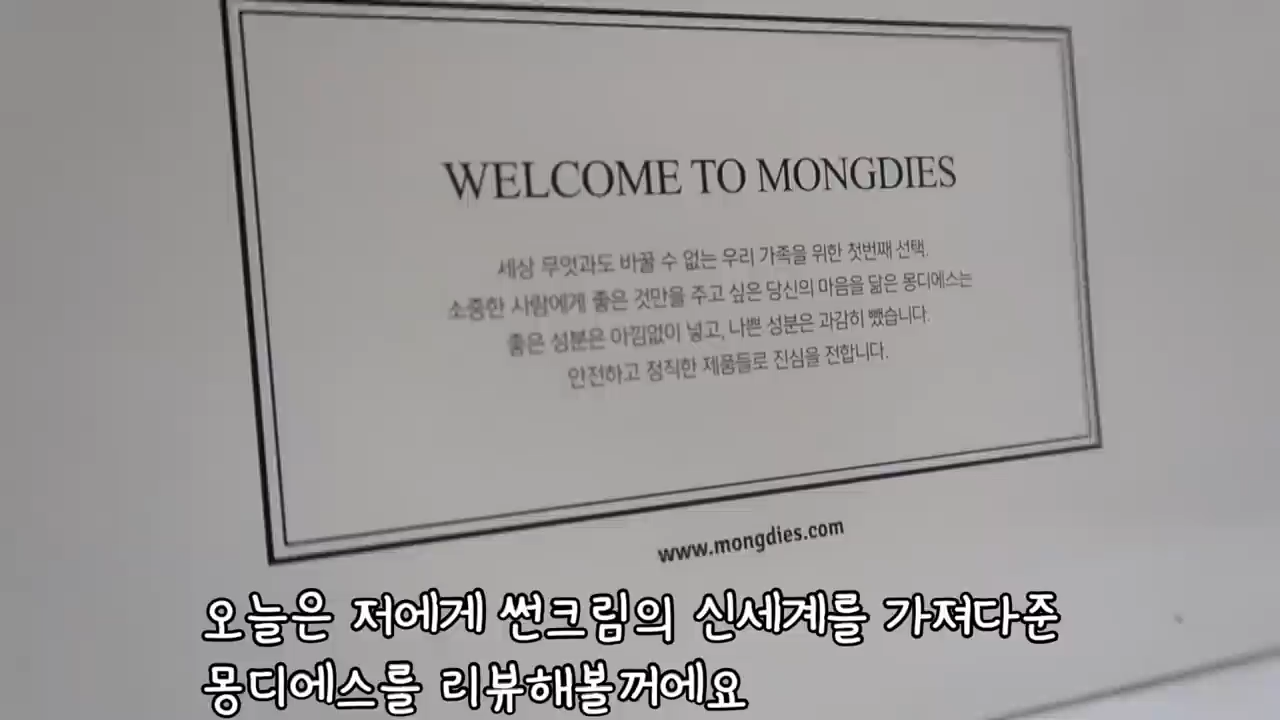 WELCOME TO MONGDIES
세상 무엇과도 바꿀 수 없는 우리 가족을 위한 첫번째 선택.
소중한 사람에게 좋은 것만을 주고 싶은 당신의 마음을 닮은 몽디에스는
좋은 성분은 아낌없이 넣고, 나쁜 성분은 과감히 뺐습니다.
안전하고 정직한 제품들로 진심을 전합니다.
www.mongdies.com
오늘은 저에게 썬크림의 신세계를 가져다준
몽디에스를 리뷰해볼꺼에요